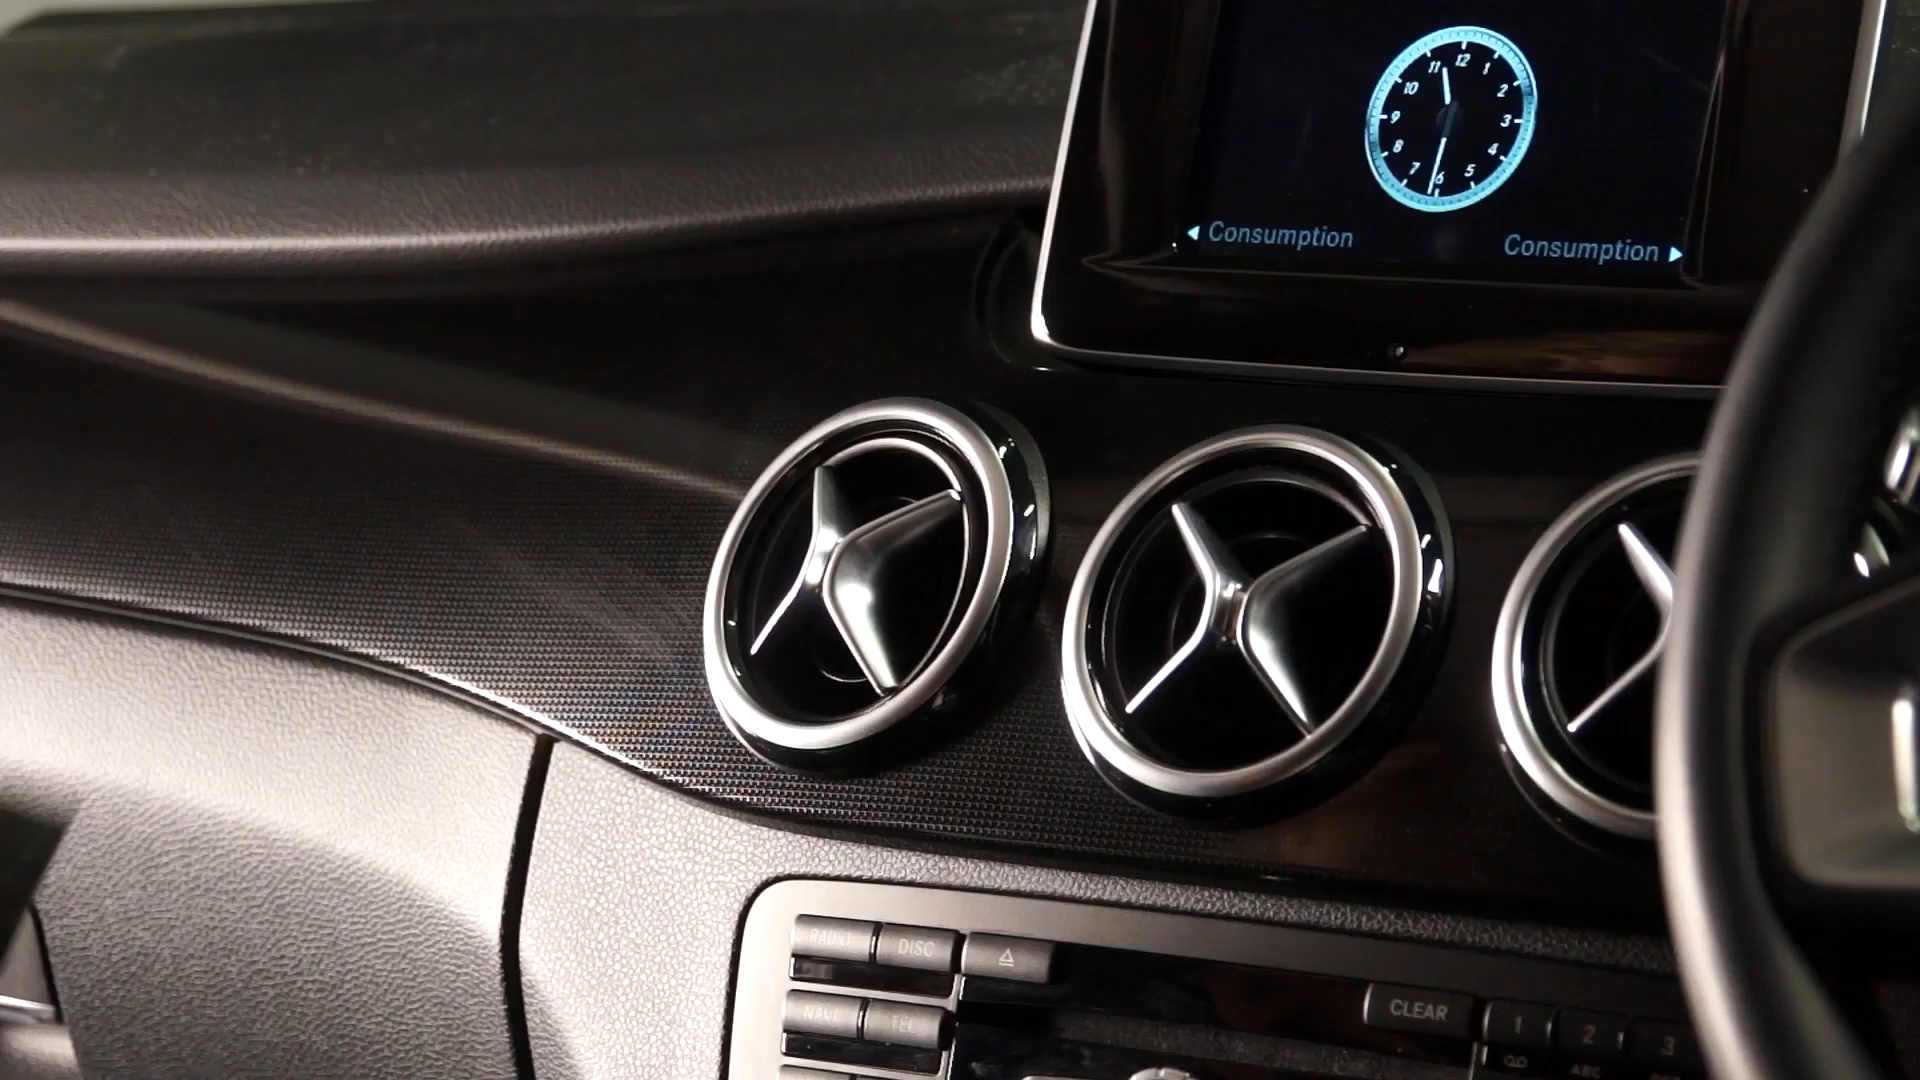 11 12 1
10 2
9 3
8 4
7 6 5
Consumption Consumption
RADIO DISC
NAVI TEL CLEAR 1 2 3
ABC